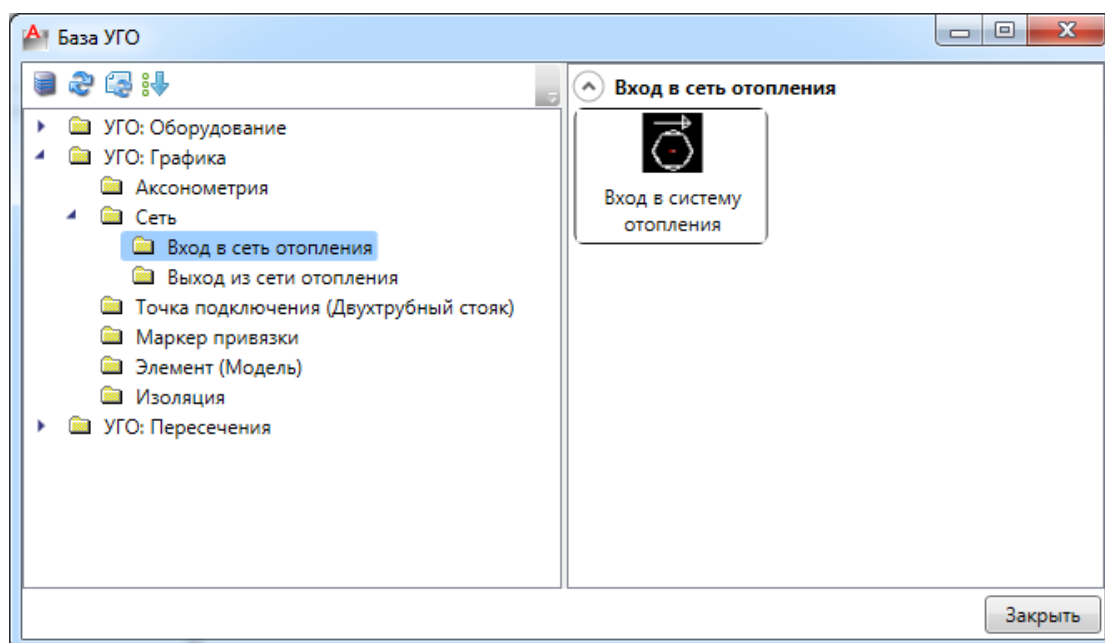 База УГО
УГО: Оборудование
УГО: Графика
Аксонометрия
Сеть
Вход в сеть отопления
Выход из сети отопления
Точка подключения (Двухтрубный стояк)
Маркер привязки
Элемент (Модель)
Изоляция
УГО: Пересечения
Вход в сеть отопления
Вход в систему
отопления
Закрыть